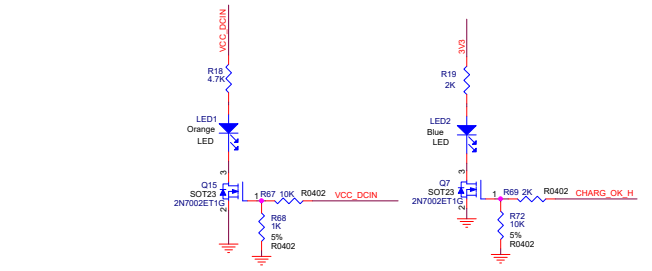 VCC_DCIN
R18
4.7K
LED1
Orange
LED
3
Q15
SOT23
2N7002ET1G
2
1
R67 10K
R0402
VCC_DCIN
R68
1K
5%
R0402
3V3
R19
2K
LED2
Blue
LED
3
Q7
SOT23
2N7002ET1G
2
1
R69 2K
R0402
CHARG_OK_H
R72
10K
5%
R0402